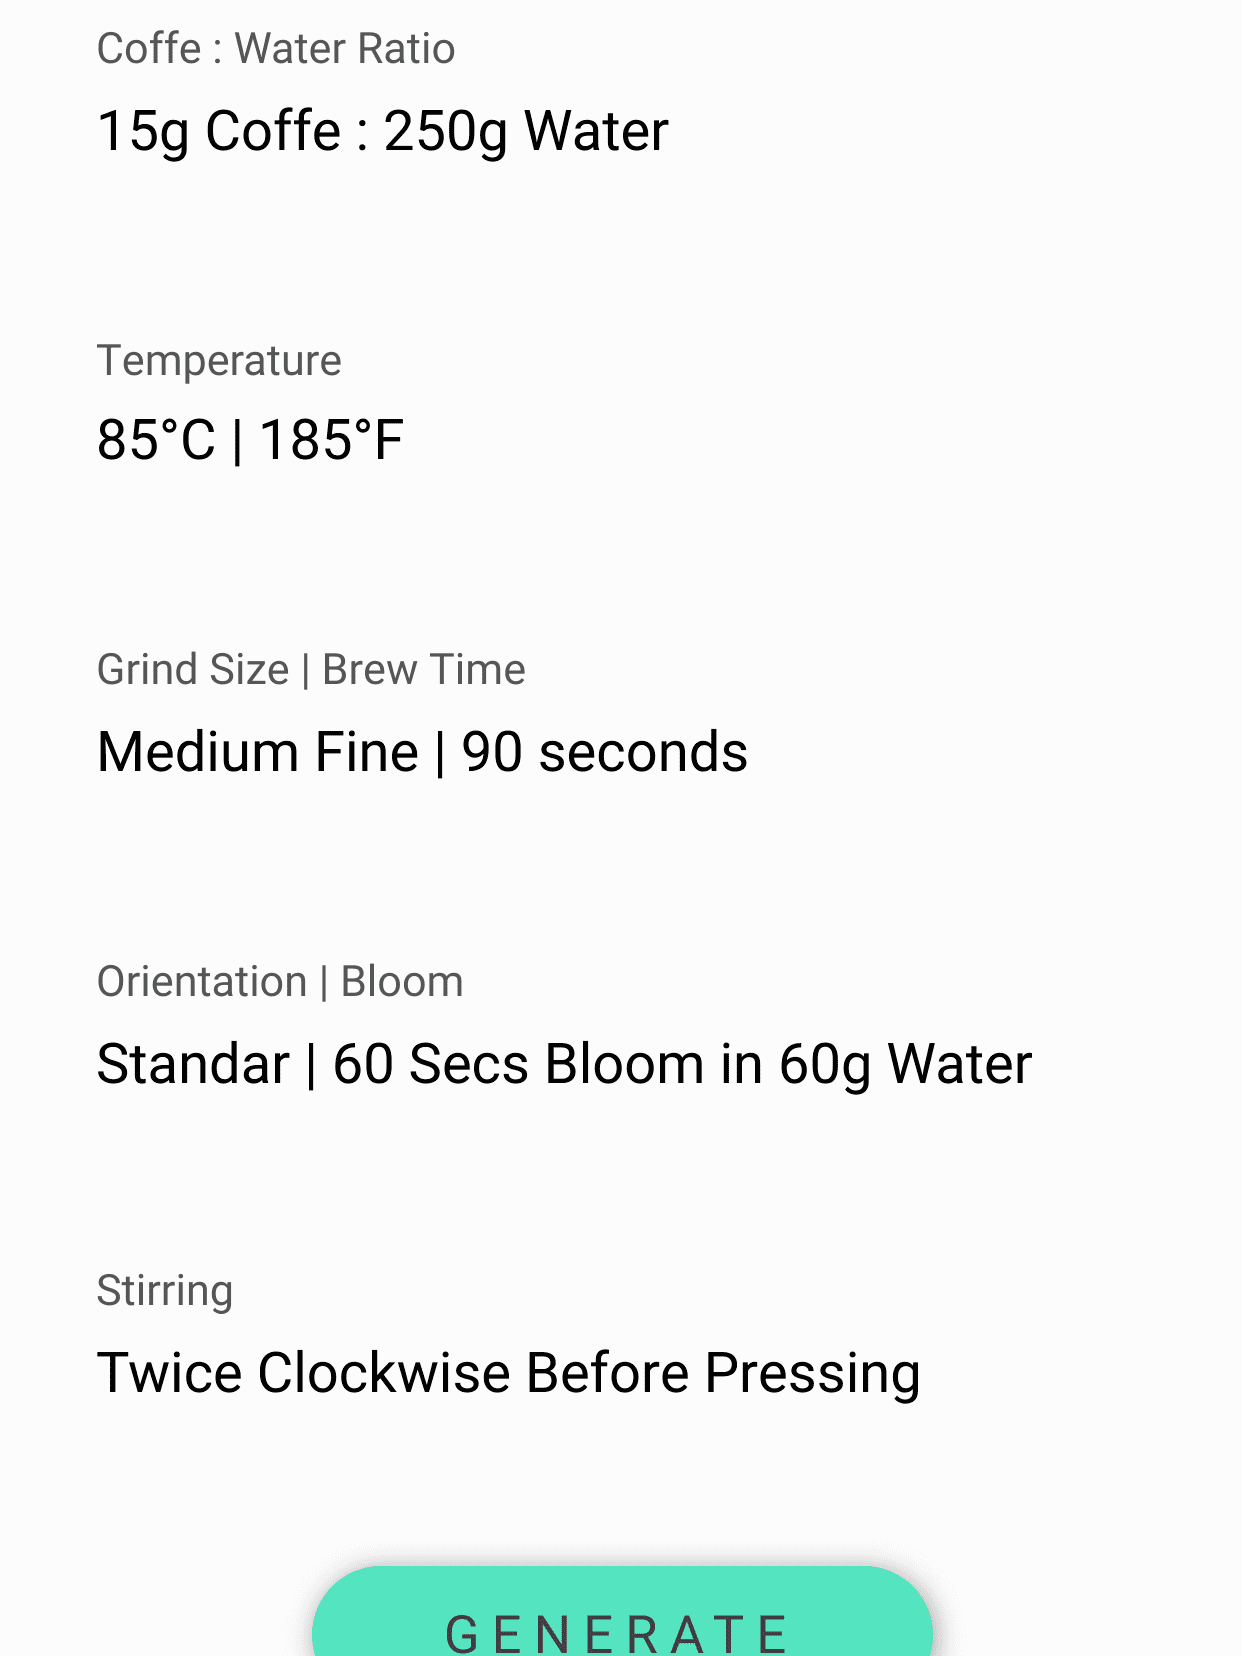 Coffe : Water Ratio
15g Coffe : 250g Water
Temperature
85°C | 185°F
Grind Size | Brew Time
Medium Fine | 90 seconds
Orientation | Bloom
Standar | 60 Secs Bloom in 60g Water
Stirring
Twice Clockwise Before Pressing
GENERATE